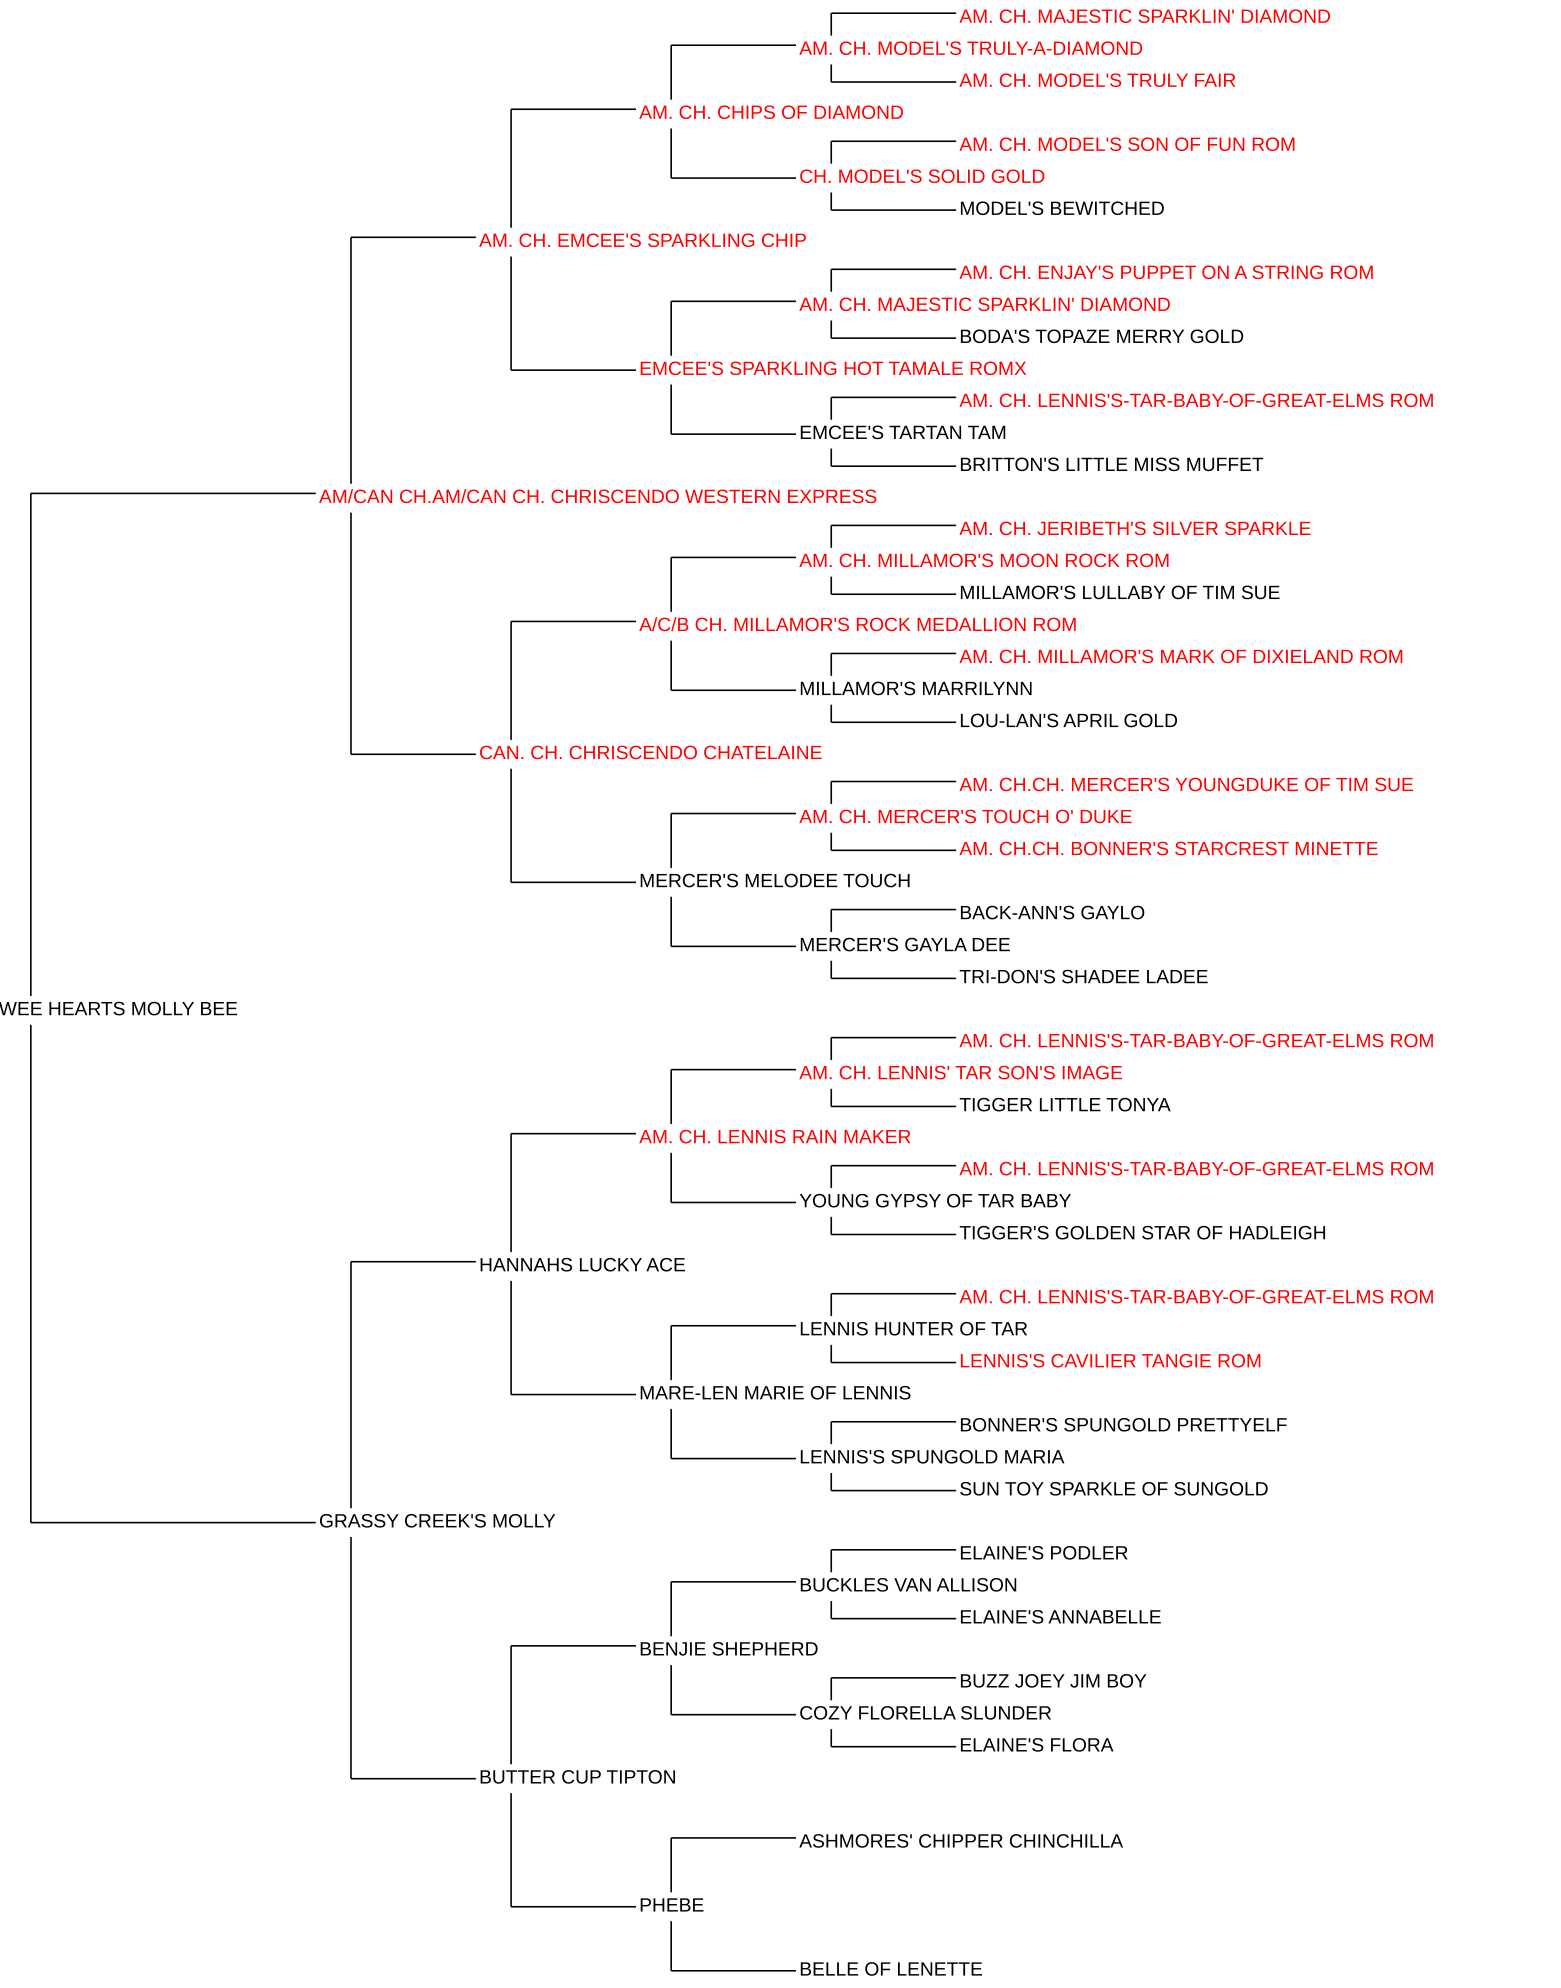 AM. CH. MAJESTIC SPARKLIN' DIAMOND
AM. CH. MODEL'S TRULY-A-DIAMOND
AM. CH. MODEL'S TRULY FAIR
AM. CH. CHIPS OF DIAMOND
AM. CH. MODEL'S SON OF FUN ROM
CH. MODEL'S SOLID GOLD
MODEL'S BEWITCHED
AM. CH. EMCEE'S SPARKLING CHIP
AM. CH. ENJAY'S PUPPET ON A STRING ROM
AM. CH. MAJESTIC SPARKLIN' DIAMOND
BODA'S TOPAZE MERRY GOLD
EMCEE'S SPARKLING HOT TAMALE ROMX
AM. CH. LENNIS'S-TAR-BABY-OF-GREAT-ELMS ROM
EMCEE'S TARTAN TAM
BRITTON'S LITTLE MISS MUFFET
AM/CAN CH.AM/CAN CH. CHRISCENDO WESTERN EXPRESS
AM. CH. JERIBETH'S SILVER SPARKLE
AM. CH. MILLAMOR'S MOON ROCK ROM
MILLAMOR'S LULLABY OF TIM SUE
A/C/B CH. MILLAMOR'S ROCK MEDALLION ROM
AM. CH. MILLAMOR'S MARK OF DIXIELAND ROM
MILLAMOR'S MARRILYNN
LOU-LAN'S APRIL GOLD
CAN. CH. CHRISCENDO CHATELAINE
AM. CH.CH. MERCER'S YOUNGDUKE OF TIM SUE
AM. CH. MERCER'S TOUCH O' DUKE
AM. CH.CH. BONNER'S STARCREST MINETTE
MERCER'S MELODEE TOUCH
BACK-ANN'S GAYLO
MERCER'S GAYLA DEE
TRI-DON'S SHADEE LADEE
WEE HEARTS MOLLY BEE
AM. CH. LENNIS'S-TAR-BABY-OF-GREAT-ELMS ROM
AM. CH. LENNIS' TAR SON'S IMAGE
TIGGER LITTLE TONYA
AM. CH. LENNIS RAIN MAKER
AM. CH. LENNIS'S-TAR-BABY-OF-GREAT-ELMS ROM
YOUNG GYPSY OF TAR BABY
TIGGER'S GOLDEN STAR OF HADLEIGH
HANNAHS LUCKY ACE
AM. CH. LENNIS'S-TAR-BABY-OF-GREAT-ELMS ROM
LENNIS HUNTER OF TAR
LENNIS'S CAVILIER TANGIE ROM
MARE-LEN MARIE OF LENNIS
BONNER'S SPUNGOLD PRETTYELF
LENNIS'S SPUNGOLD MARIA
SUN TOY SPARKLE OF SUNGOLD
GRASSY CREEK'S MOLLY
ELAINE'S PODLER
BUCKLES VAN ALLISON
ELAINE'S ANNABELLE
BENJIE SHEPHERD
BUZZ JOEY JIM BOY
COZY FLORELLA SLUNDER
ELAINE'S FLORA
BUTTER CUP TIPTON
ASHMORES' CHIPPER CHINCHILLA
PHEBE
BELLE OF LENETTE